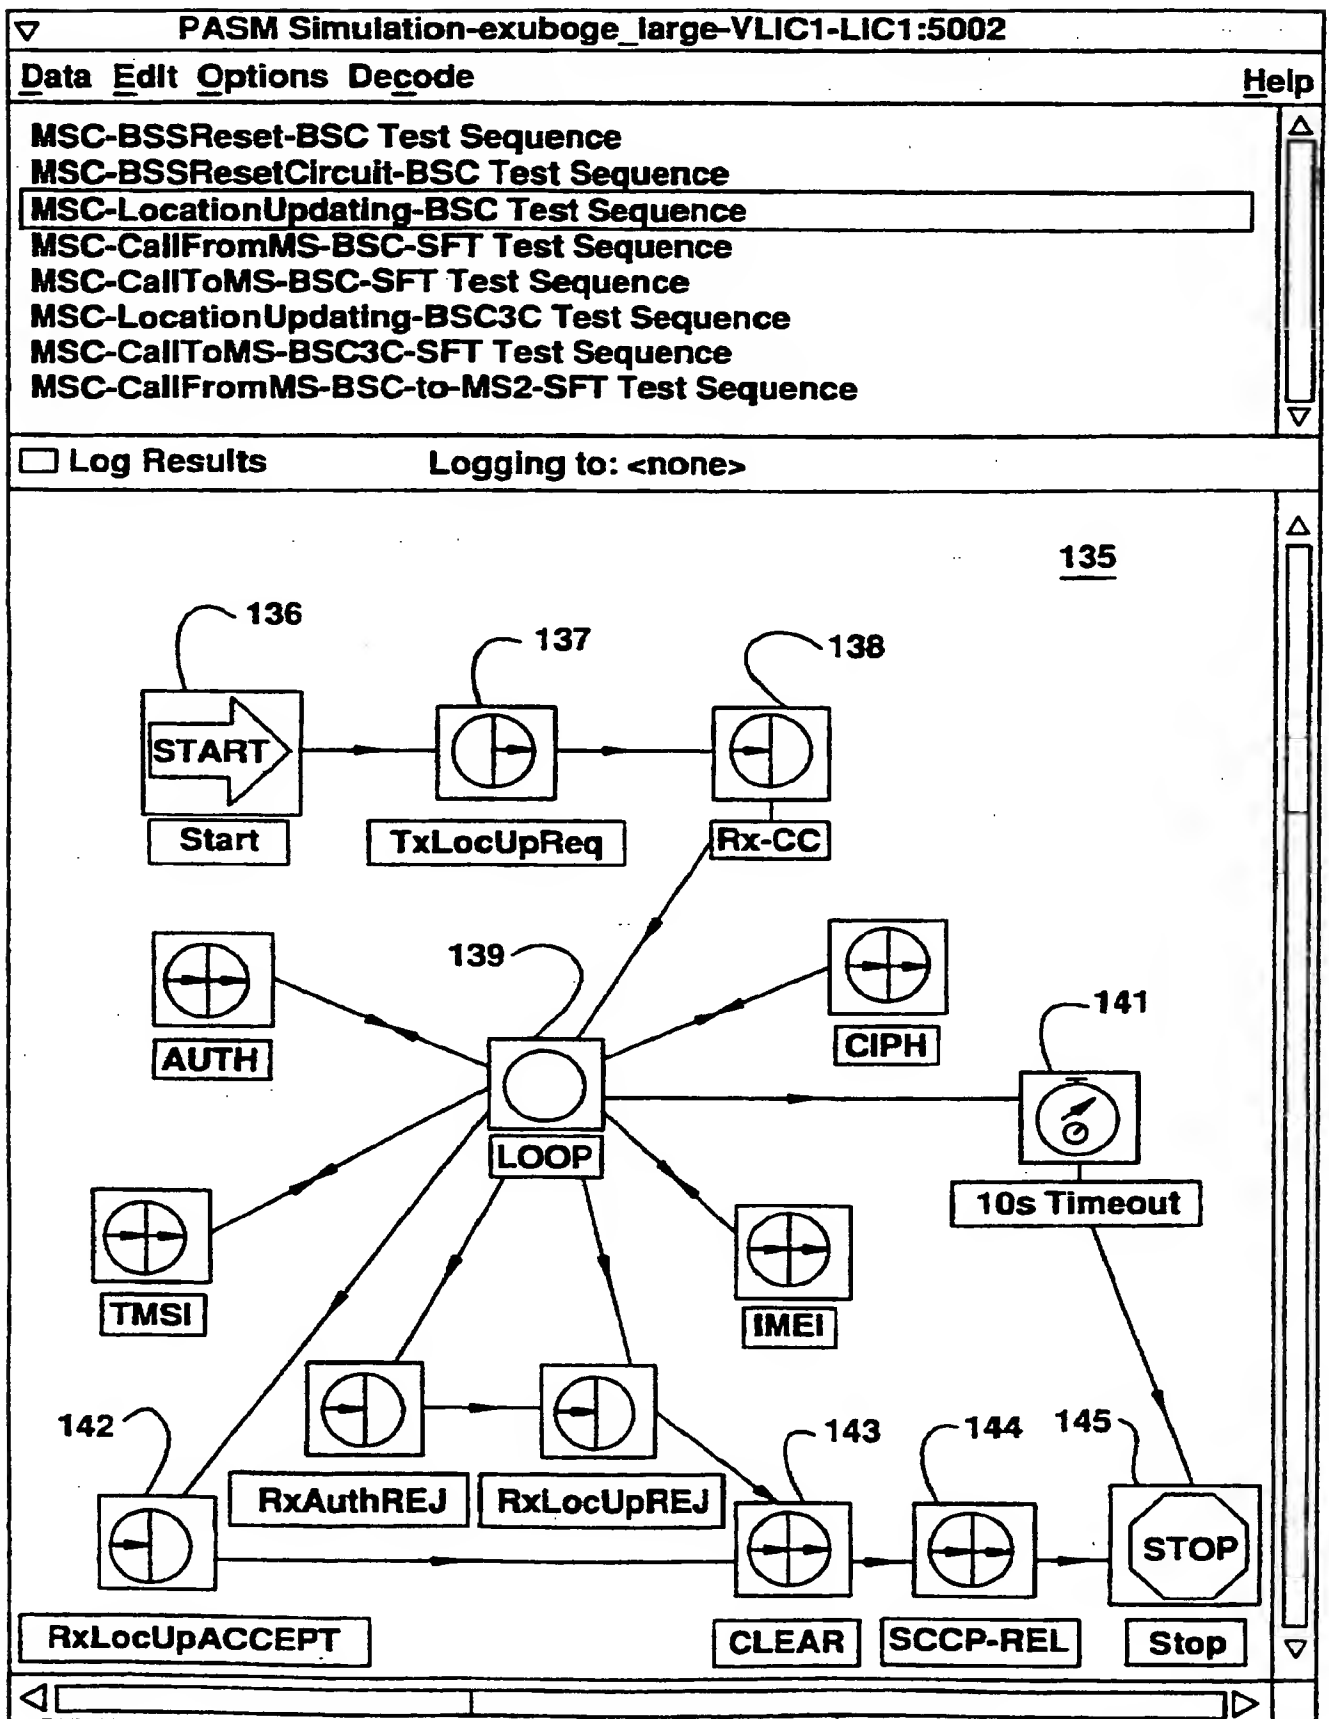 PASM Simulation-exuboge_large-VLIC1-LIC1:5002
Data Edit Options Decode Help
MSC-BSSReset-BSC Test Sequence
MSC-BSSResetCircuit-BSC Test Sequence
MSC-LocationUpdating-BSC Test Sequence
MSC-CallFromMS-BSC-SFT Test Sequence
MSC-CallToMS-BSC-SFT Test Sequence
MSC-LocationUpdating-BSC3C Test Sequence
MSC-CallToMS-BSC3C-SFT Test Sequence
MSC-CallFromMS-BSC-to-MS2-SFT Test Sequence
Log Results Logging to: <none>
135
136
137
138
START
Start
TxLocUpReq
Rx-CC
139
141
AUTH
CIPH
LOOP
10s Timeout
TMSI
IMEI
142
143
144
145
RxAuthREJ
RxLocUpREJ
STOP
RxLocUpACCEPT
CLEAR
SCCP-REL
Stop